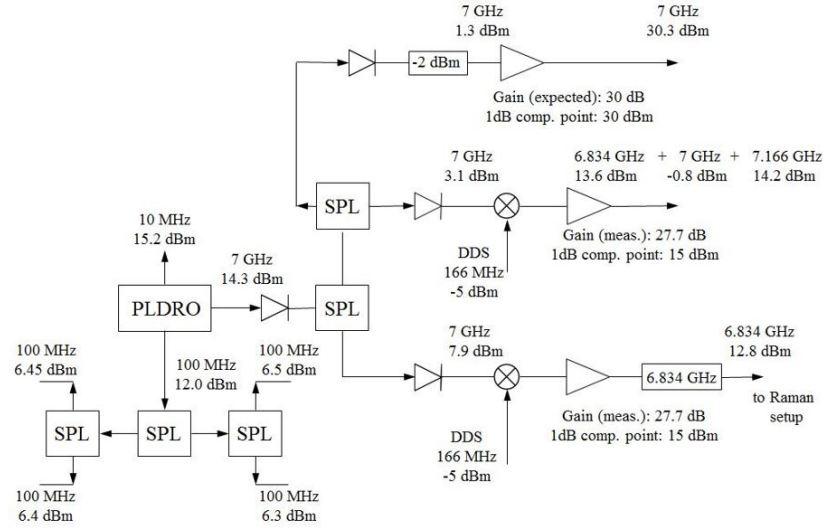 7 GHz
1.3 dBm
7 GHz
30.3 dBm
-2 dBm
Gain (expected): 30 dB
1dB comp. point: 30 dBm
7 GHz
3.1 dBm
6.834 GHz + 7 GHz + 7.166 GHz
13.6 dBm -0.8 dBm 14.2 dBm
SPL
10 MHz
15.2 dBm
7 GHz
14.3 dBm
DDS
166 MHz
-5 dBm
Gain (meas.): 27.7 dB
1dB comp. point: 15 dBm
PLDRO
SPL
7 GHz
7.9 dBm
6.834 GHz
12.8 dBm
100 MHz
6.45 dBm
100 MHz
12.0 dBm
100 MHz
6.5 dBm
6.834 GHz
to Raman
setup
SPL
SPL
SPL
DDS
166 MHz
-5 dBm
Gain (meas.): 27.7 dB
1dB comp. point: 15 dBm
100 MHz
6.4 dBm
100 MHz
6.3 dBm